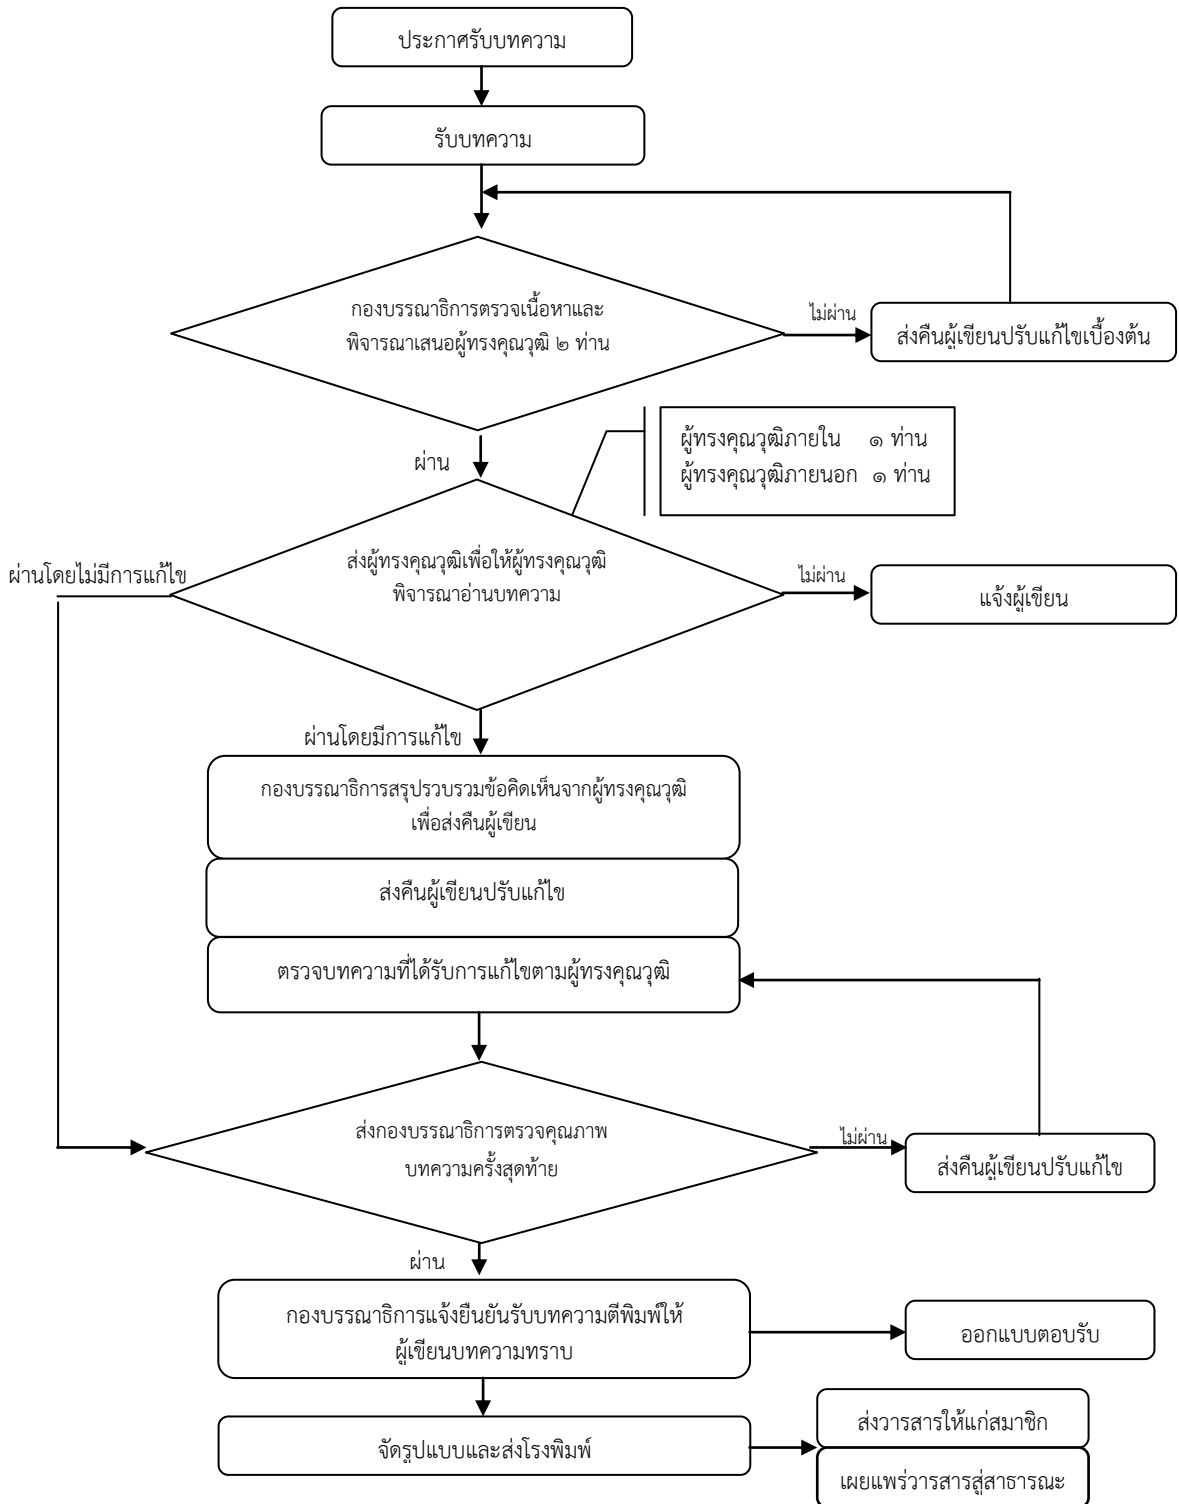 ประกาศรับบทความ
รับบทความ
กองบรรณาธิการตรวจเนื้อหาและ
พิจารณาเสนอผู้ทรงคุณวุฒิ ๒ ท่าน
ไม่ผ่าน
ส่งคืนผู้เขียนปรับแก้ไขเบื้องต้น
ผ่าน
ผู้ทรงคุณวุฒิภายใน ๑ ท่าน
ผู้ทรงคุณวุฒิภายนอก ๑ ท่าน
ผ่านโดยไม่มีการแก้ไข
ส่งผู้ทรงคุณวุฒิเพื่อให้ผู้ทรงคุณวุฒิ
พิจารณาอ่านบทความ
ไม่ผ่าน
แจ้งผู้เขียน
ผ่านโดยมีการแก้ไข
กองบรรณาธิการสรุปรวบรวมข้อคิดเห็นจากผู้ทรงคุณวุฒิ
เพื่อส่งคืนผู้เขียน
ส่งคืนผู้เขียนปรับแก้ไข
ตรวจบทความที่ได้รับการแก้ไขตามผู้ทรงคุณวุฒิ
ส่งกองบรรณาธิการตรวจคุณภาพ
บทความครั้งสุดท้าย
ไม่ผ่าน
ส่งคืนผู้เขียนปรับแก้ไข
ผ่าน
กองบรรณาธิการแจ้งยืนยันรับบทความตีพิมพ์ให้
ผู้เขียนบทความทราบ
ออกแบบตอบรับ
จัดรูปแบบและส่งโรงพิมพ์
ส่งวารสารให้แก่สมาชิก
เผยแพร่วารสารสู่สาธารณะ